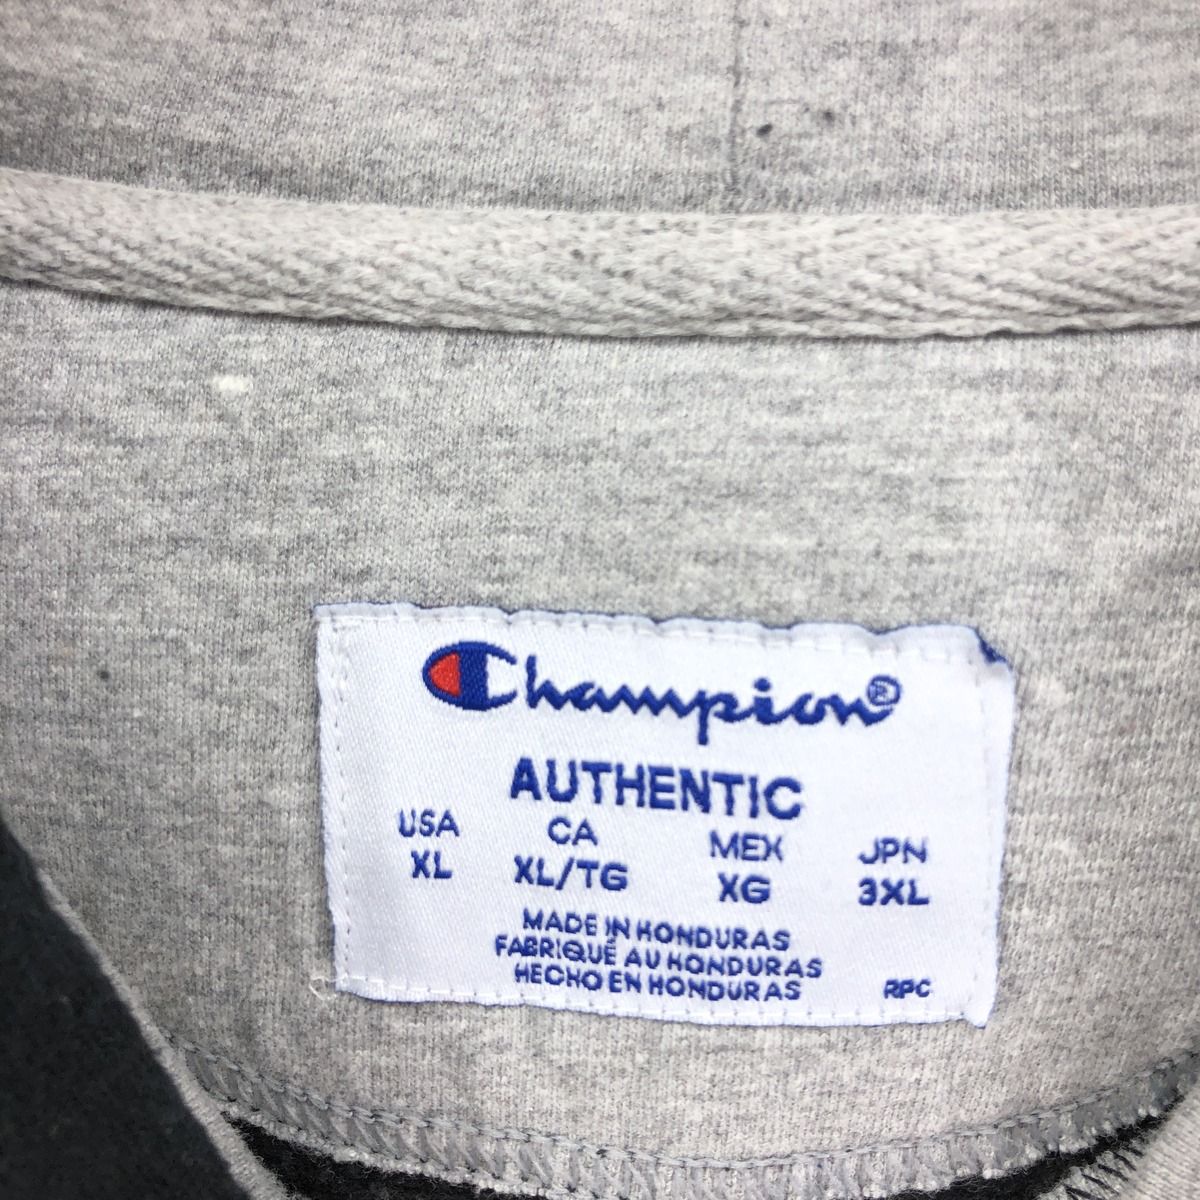 Champion®
AUTHENTIC
USA CA MEX JPN
XL XL/TG XG 3XL
MADE IN HONDURAS
FABRIQUÉ AU HONDURAS
HECHO EN HONDURAS RPC